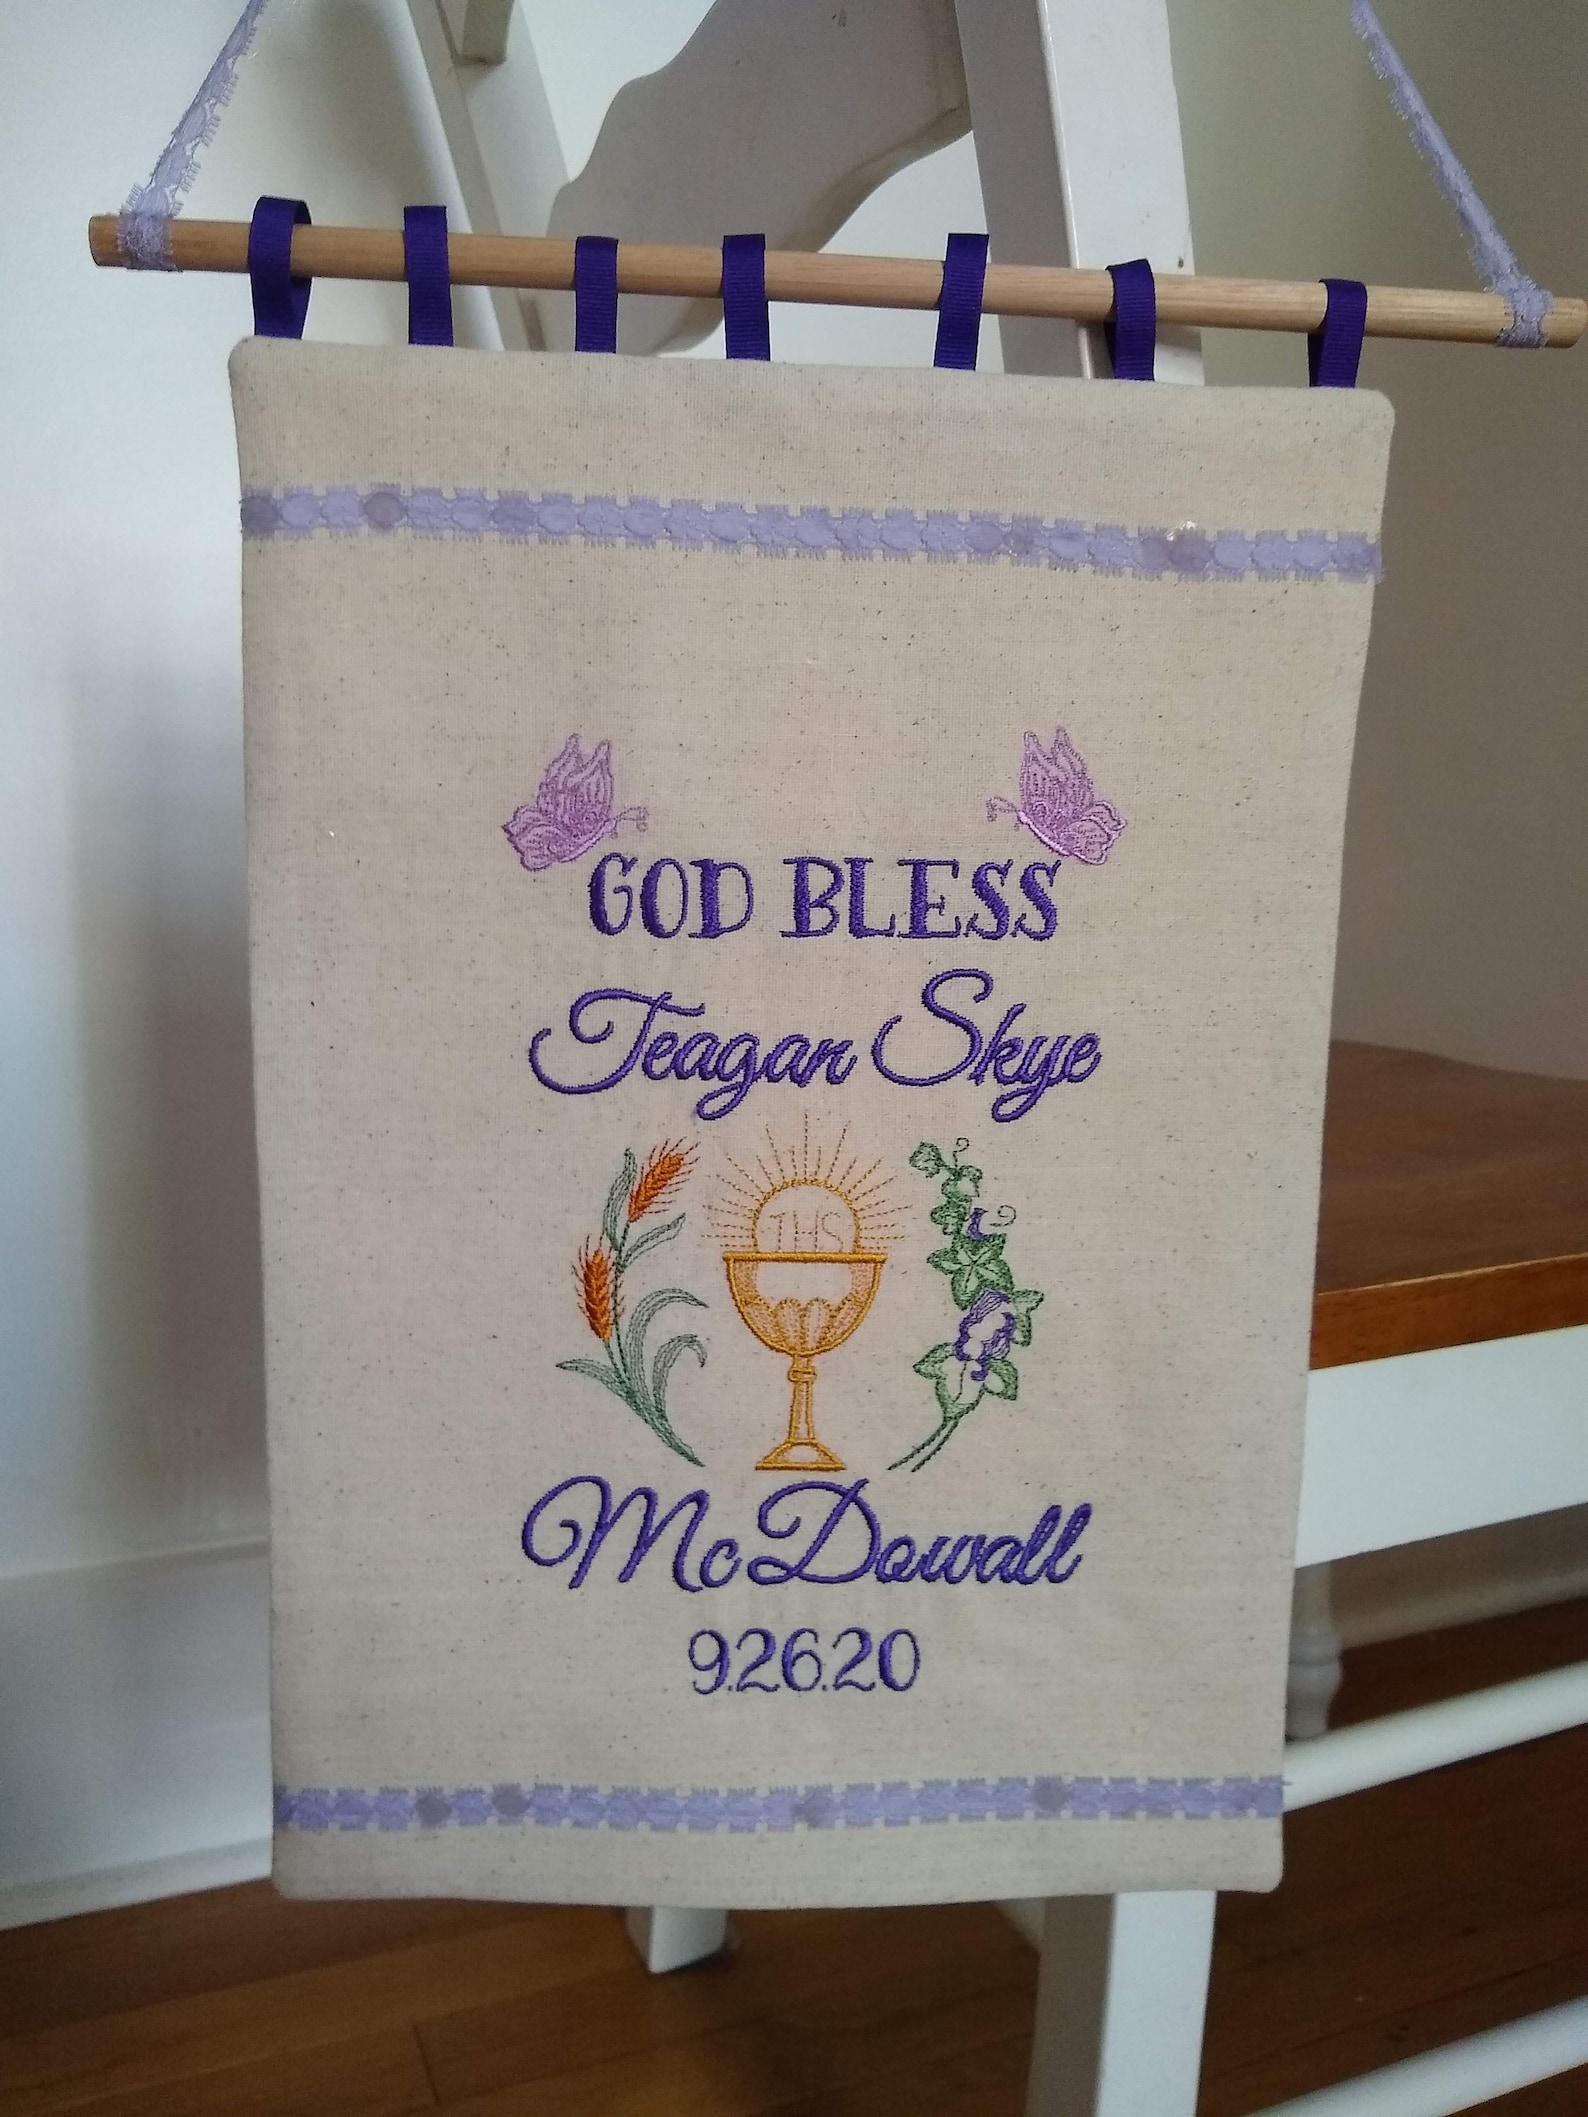 GOD BLESS
Teagan Skye
IHS
McDowall
9.26.20